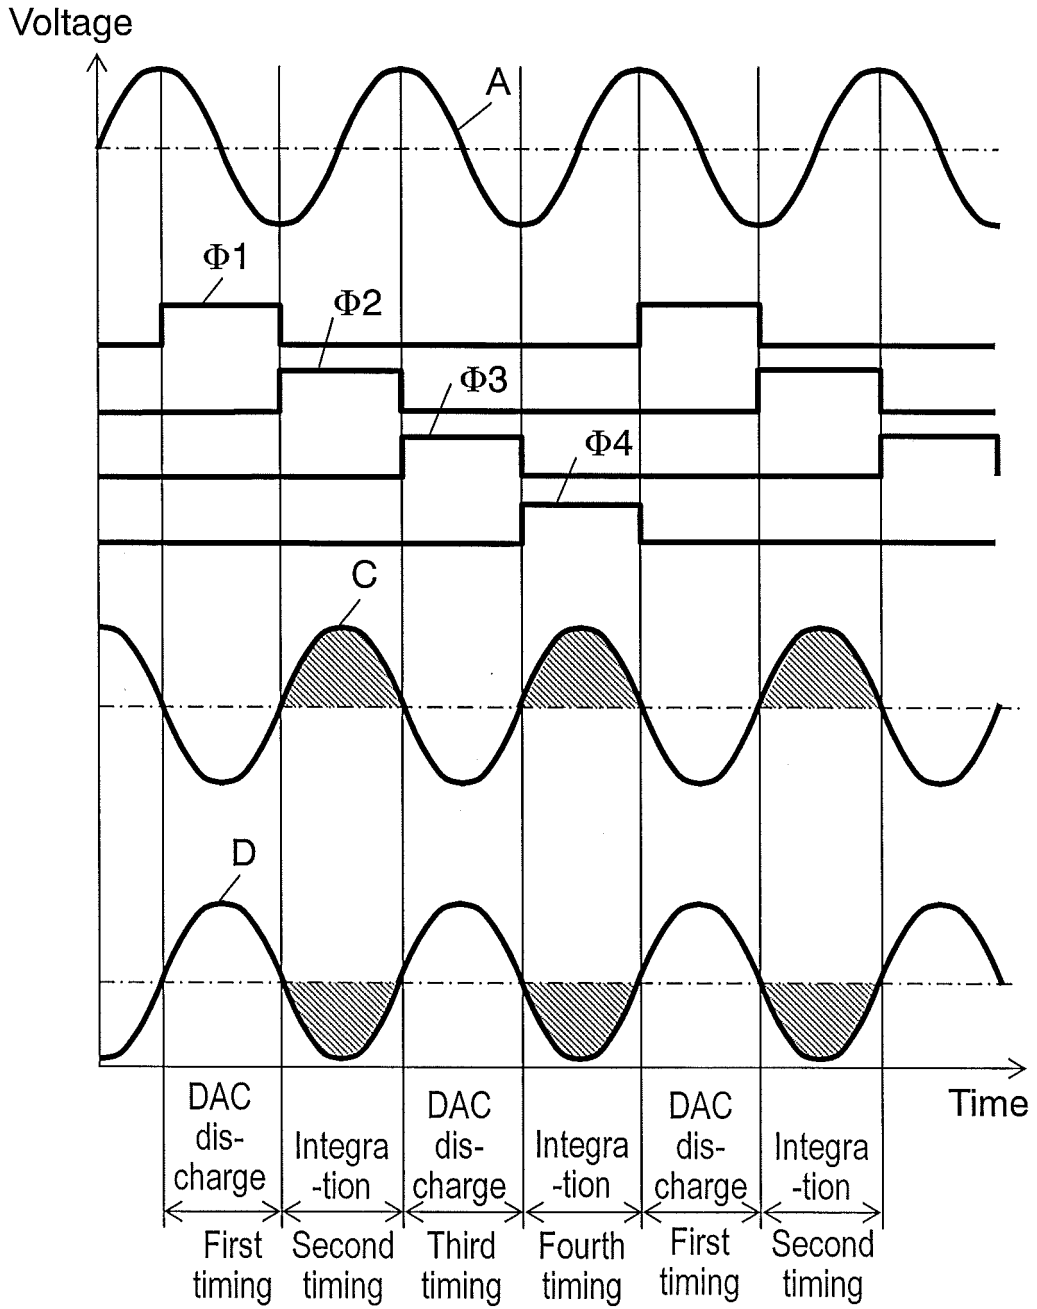 Voltage
A
Φ1
Φ2
Φ3
Φ4
C
D
Time
DAC
dis-
charge
Integra
-tion
DAC
dis-
charge
Integra
-tion
DAC
dis-
charge
Integra
-tion
First
timing
Second
timing
Third
timing
Fourth
timing
First
timing
Second
timing